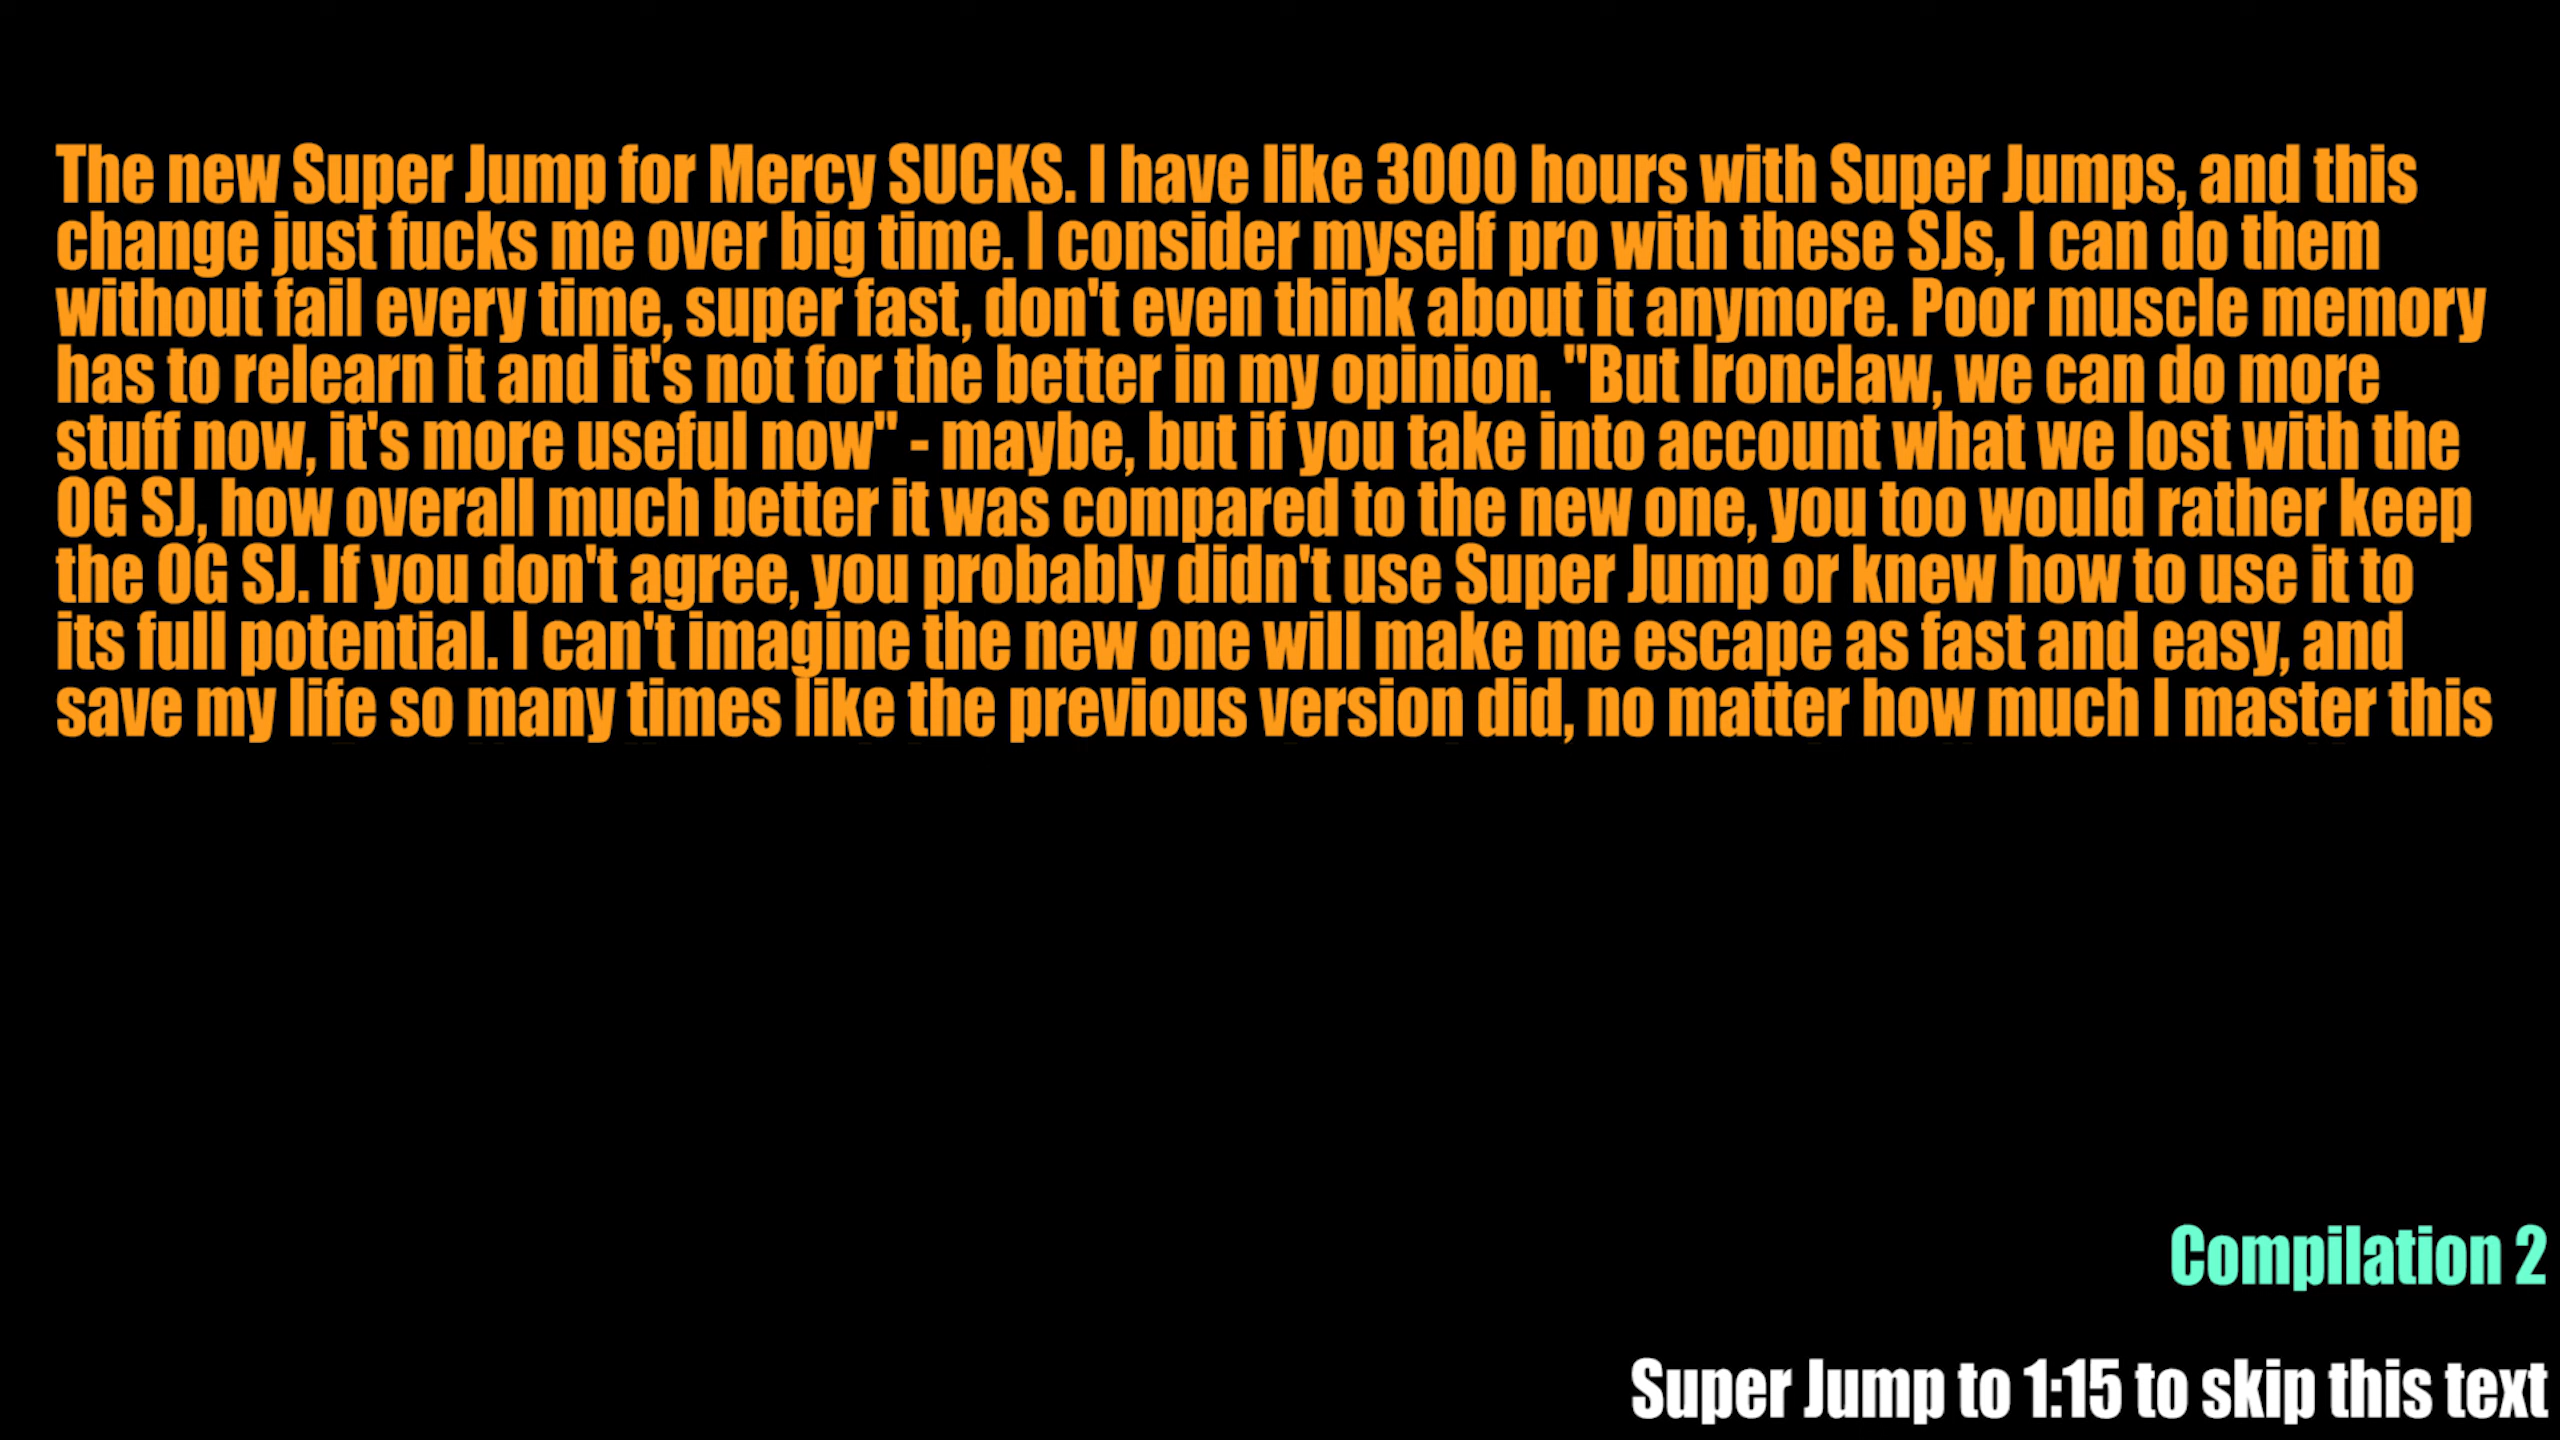 The new Super Jump for Mercy SUCKS. I have like 3000 hours with Super Jumps, and this
change just fucks me over big time. I consider myself pro with these SJs, I can do them
without fail every time, super fast, don't even think about it anymore. Poor muscle memory
has to relearn it and it's not for the better in my opinion. "But Ironclaw, we can do more
stuff now, it's more useful now" - maybe, but if you take into account what we lost with the
OG SJ, how overall much better it was compared to the new one, you too would rather keep
the OG SJ. If you don't agree, you probably didn't use Super Jump or knew how to use it to
its full potential. I can't imagine the new one will make me escape as fast and easy, and
save my life so many times like the previous version did, no matter how much I master this
Compilation 2
Super Jump to 1:15 to skip this text